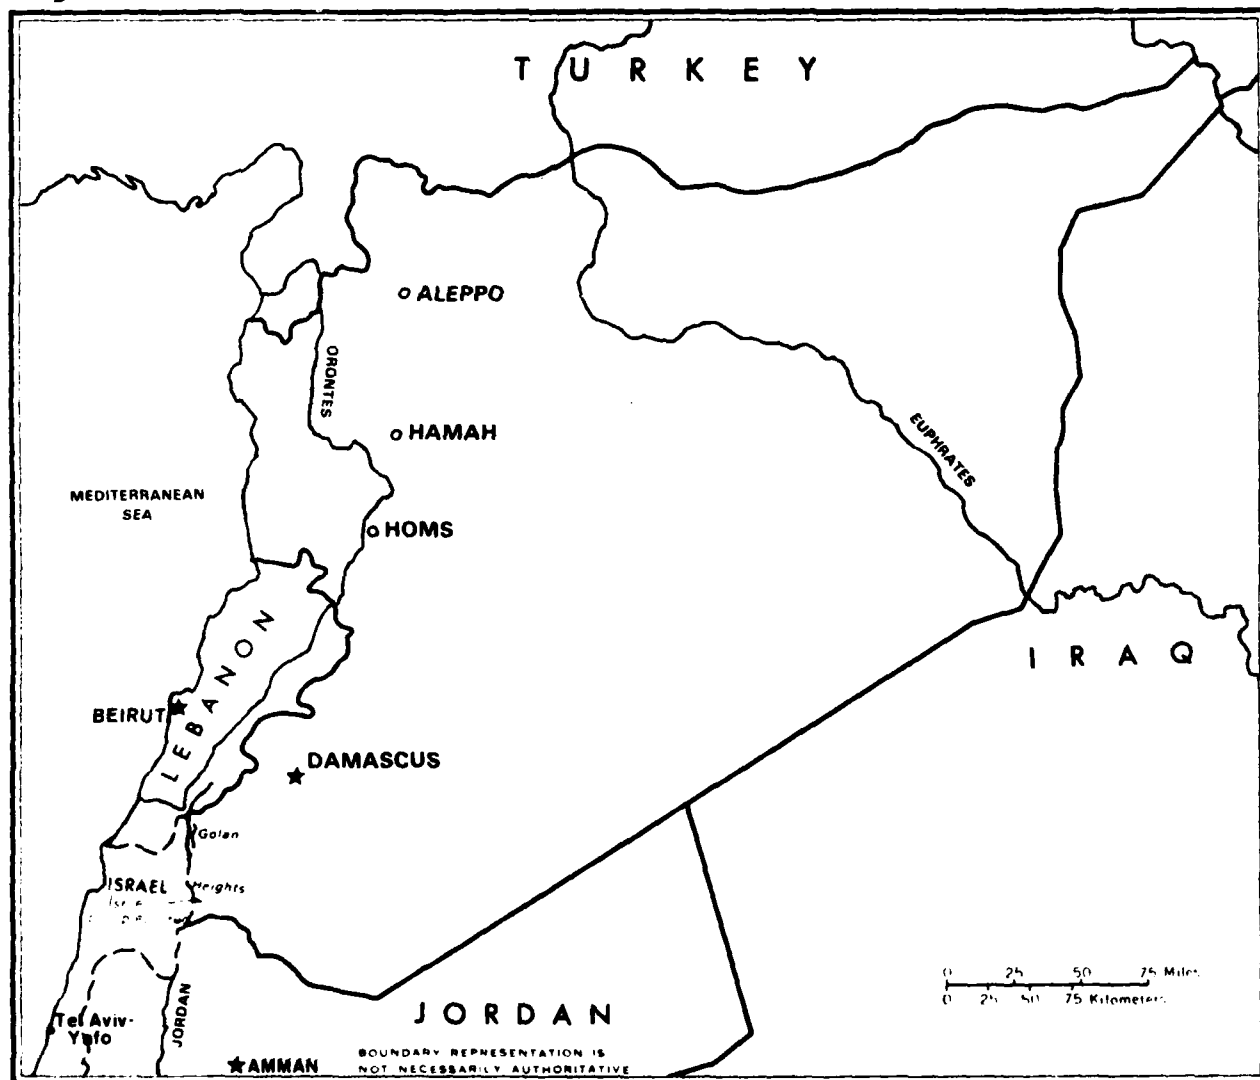 TURKEY
ALEPPO
ORONTES
HAMAH
EUPHRATES
MEDITERRANEAN
SEA
HOMS
LEBANON
IRAQ
BEIRUT
DAMASCUS
Golan
Heights
ISRAEL
0 25 50 75 Miles
0 25 50 75 Kilometers
JORDAN
Tel Aviv-
Yafo
JORDAN
AMMAN
BOUNDARY REPRESENTATION IS
NOT NECESSARILY AUTHORITATIVE